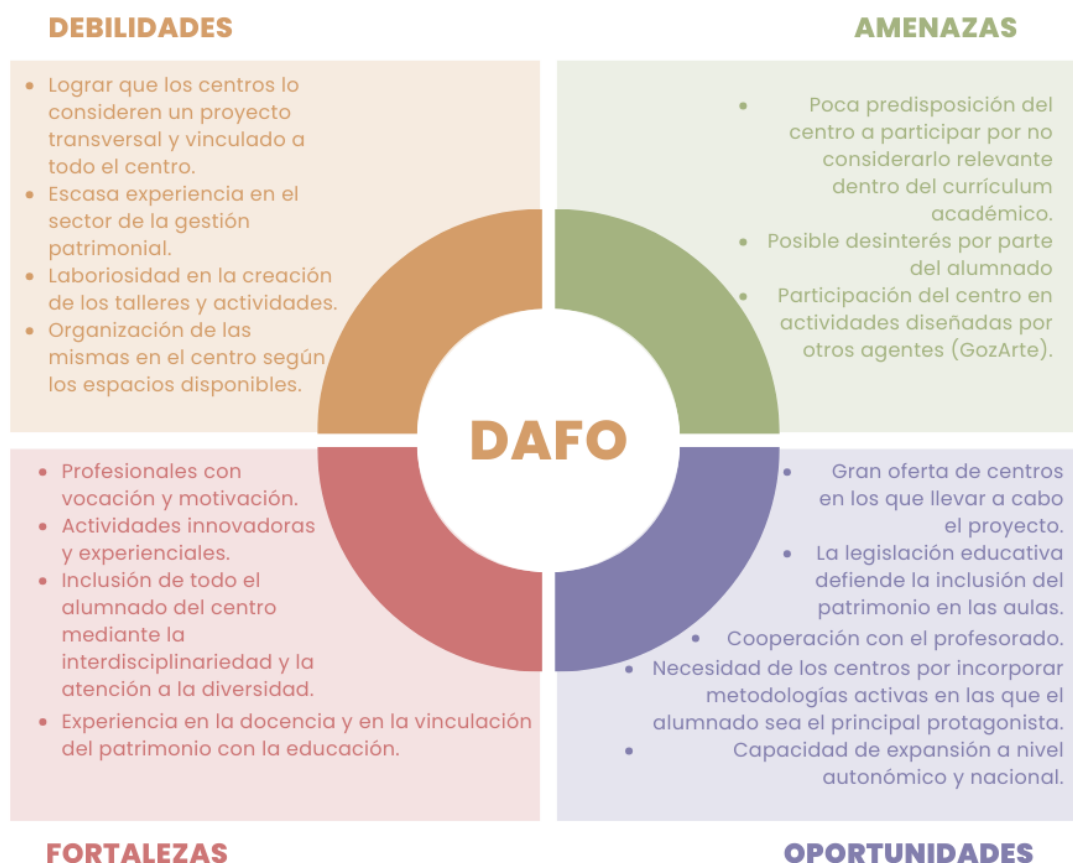 DEBILIDADES
• Lograr que los centros lo
consideren un proyecto
transversal y vinculado a
todo el centro.
• Escasa experiencia en el
sector de la gestión
patrimonial.
• Laboriosidad en la creación
de los talleres y actividades.
• Organización de las
mismas en el centro según
los espacios disponibles.
AMENAZAS
• Poca predisposición del
centro a participar por no
considerarlo relevante
dentro del currículum
académico.
• Posible desinterés por parte
del alumnado
• Participación del centro en
actividades diseñadas por
otros agentes (GozArte).
DAFO
• Profesionales con
vocación y motivación.
• Actividades innovadoras
y experienciales.
• Inclusión de todo el
alumnado del centro
mediante la
interdisciplinariedad y la
atención a la diversidad.
• Experiencia en la docencia y en la vinculación
del patrimonio con la educación.
FORTALEZAS
• Gran oferta de centros
en los que llevar a cabo
el proyecto.
• La legislación educativa
defiende la inclusión del
patrimonio en las aulas.
• Cooperación con el profesorado.
• Necesidad de los centros por incorporar
metodologías activas en las que el
alumnado sea el principal protagonista.
• Capacidad de expansión a nivel
autonómico y nacional.
OPORTUNIDADES